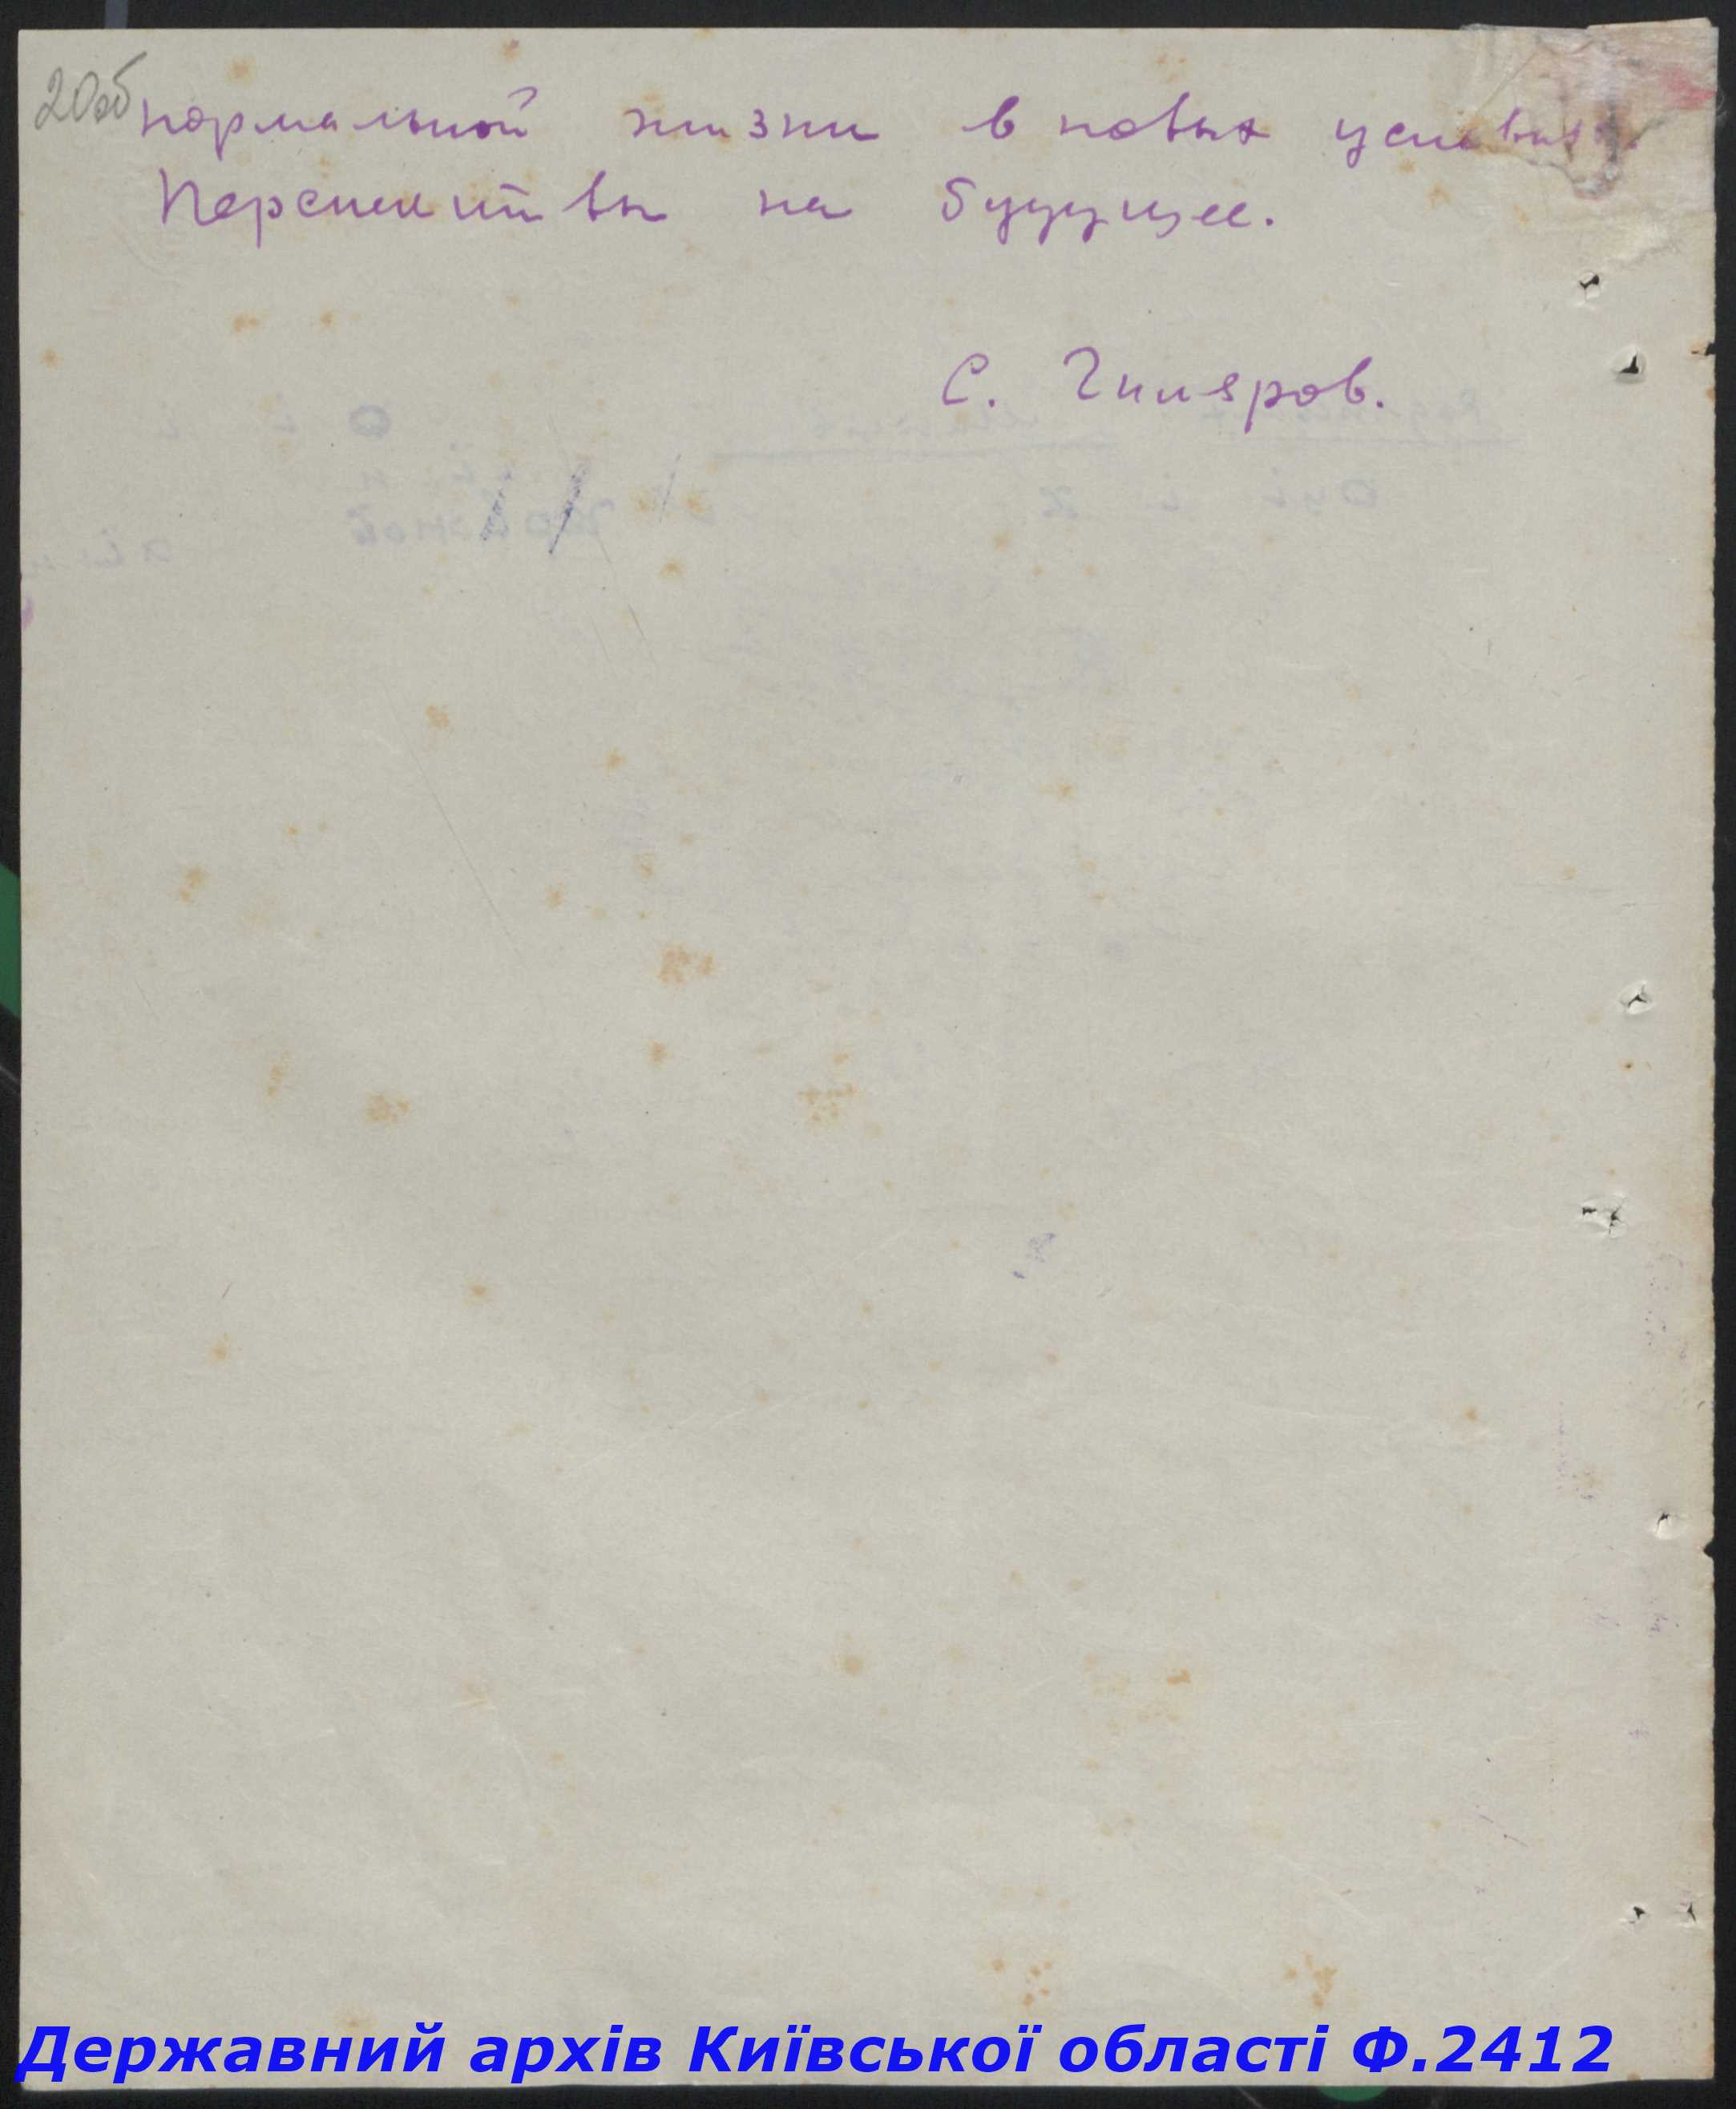 20об
нормальной жизни в новых условиях.
Перспективы на будущее.
С. Гиляров.
Державний архів Київської області Ф.2412